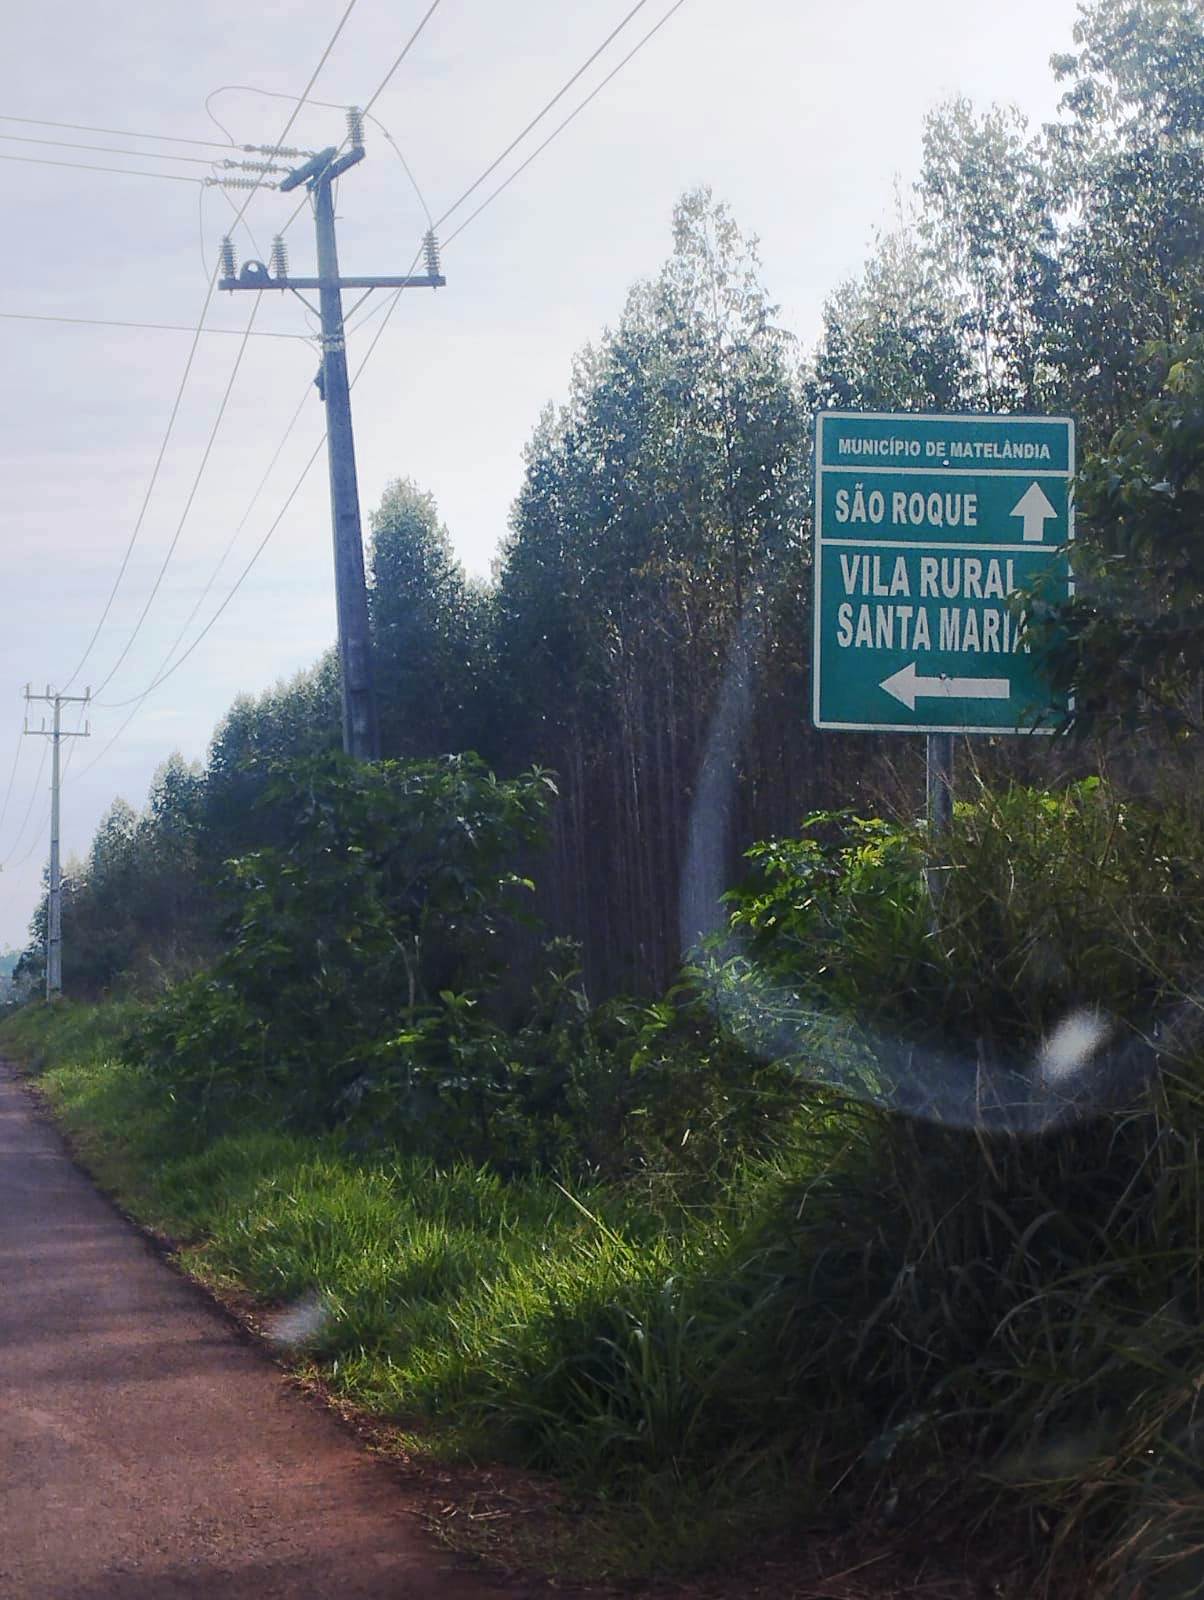 MUNICÍPIO DE MATELÂNDIA
SÃO ROQUE
VILA RURAL
SANTA MARIA